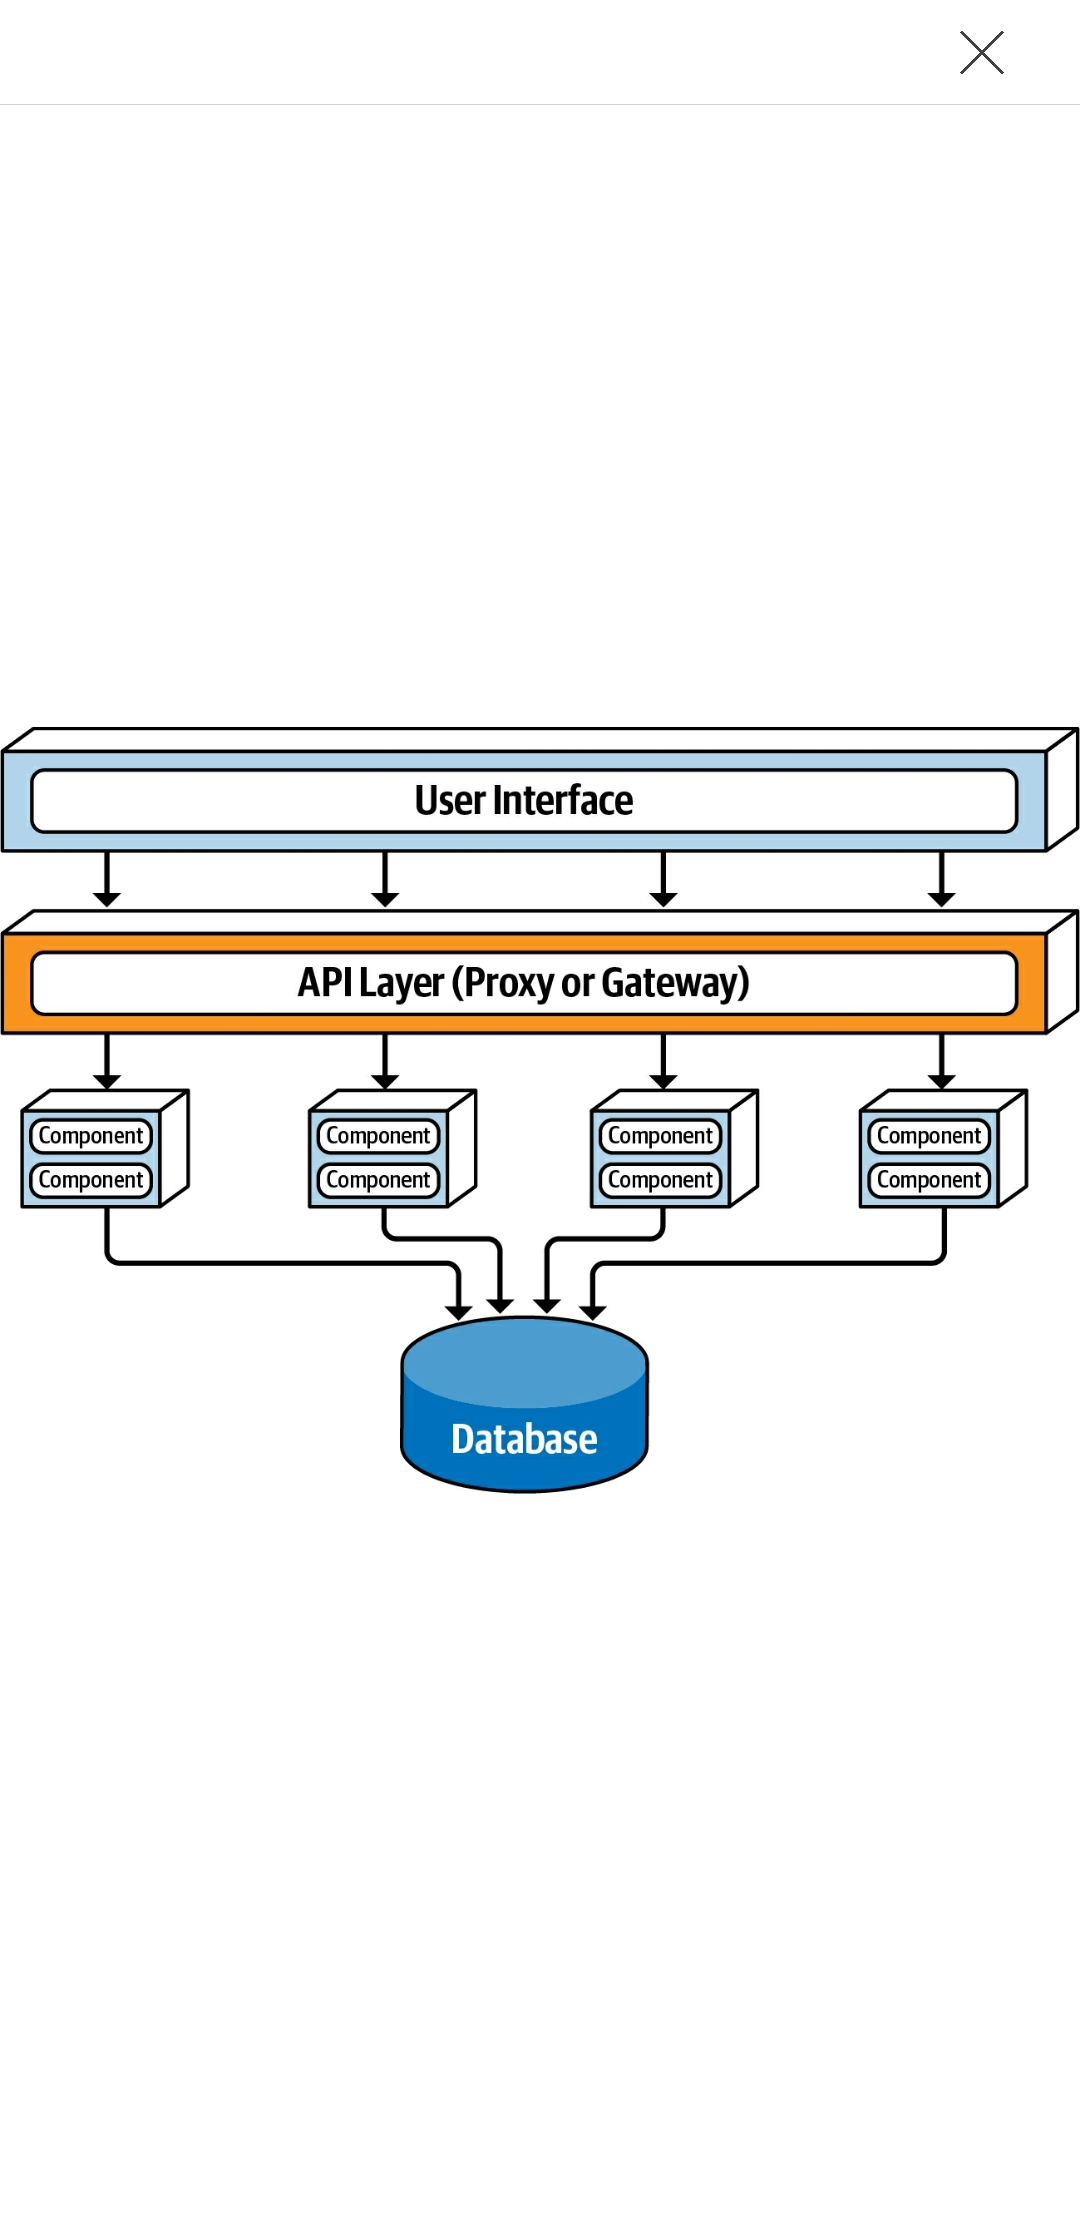 User Interface
API Layer (Proxy or Gateway)
Component
Component
Component
Component
Component
Component
Component
Component
Database